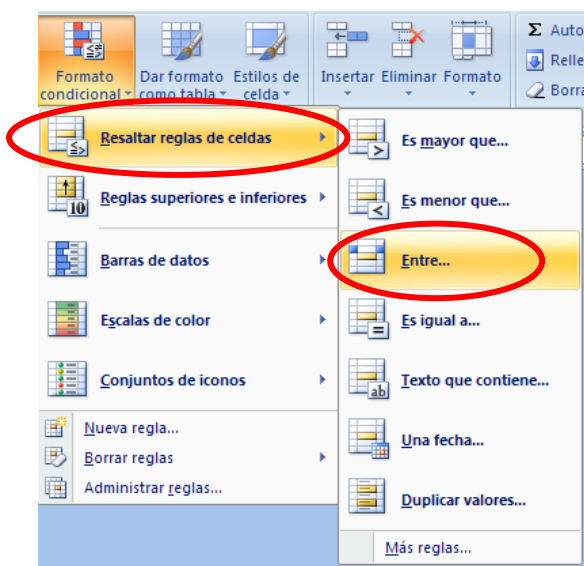 Formato
condicional
Dar formato
como tabla
Estilos de
celda
Insertar Eliminar Formato
Σ Auto
Relle
Borra
Resaltar reglas de celdas
Reglas superiores e inferiores
Barras de datos
Escalas de color
Conjuntos de iconos
Nueva regla...
Borrar reglas
Administrar reglas...
Es mayor que...
Es menor que...
Entre...
Es igual a...
Texto que contiene...
Una fecha...
Duplicar valores...
Más reglas...